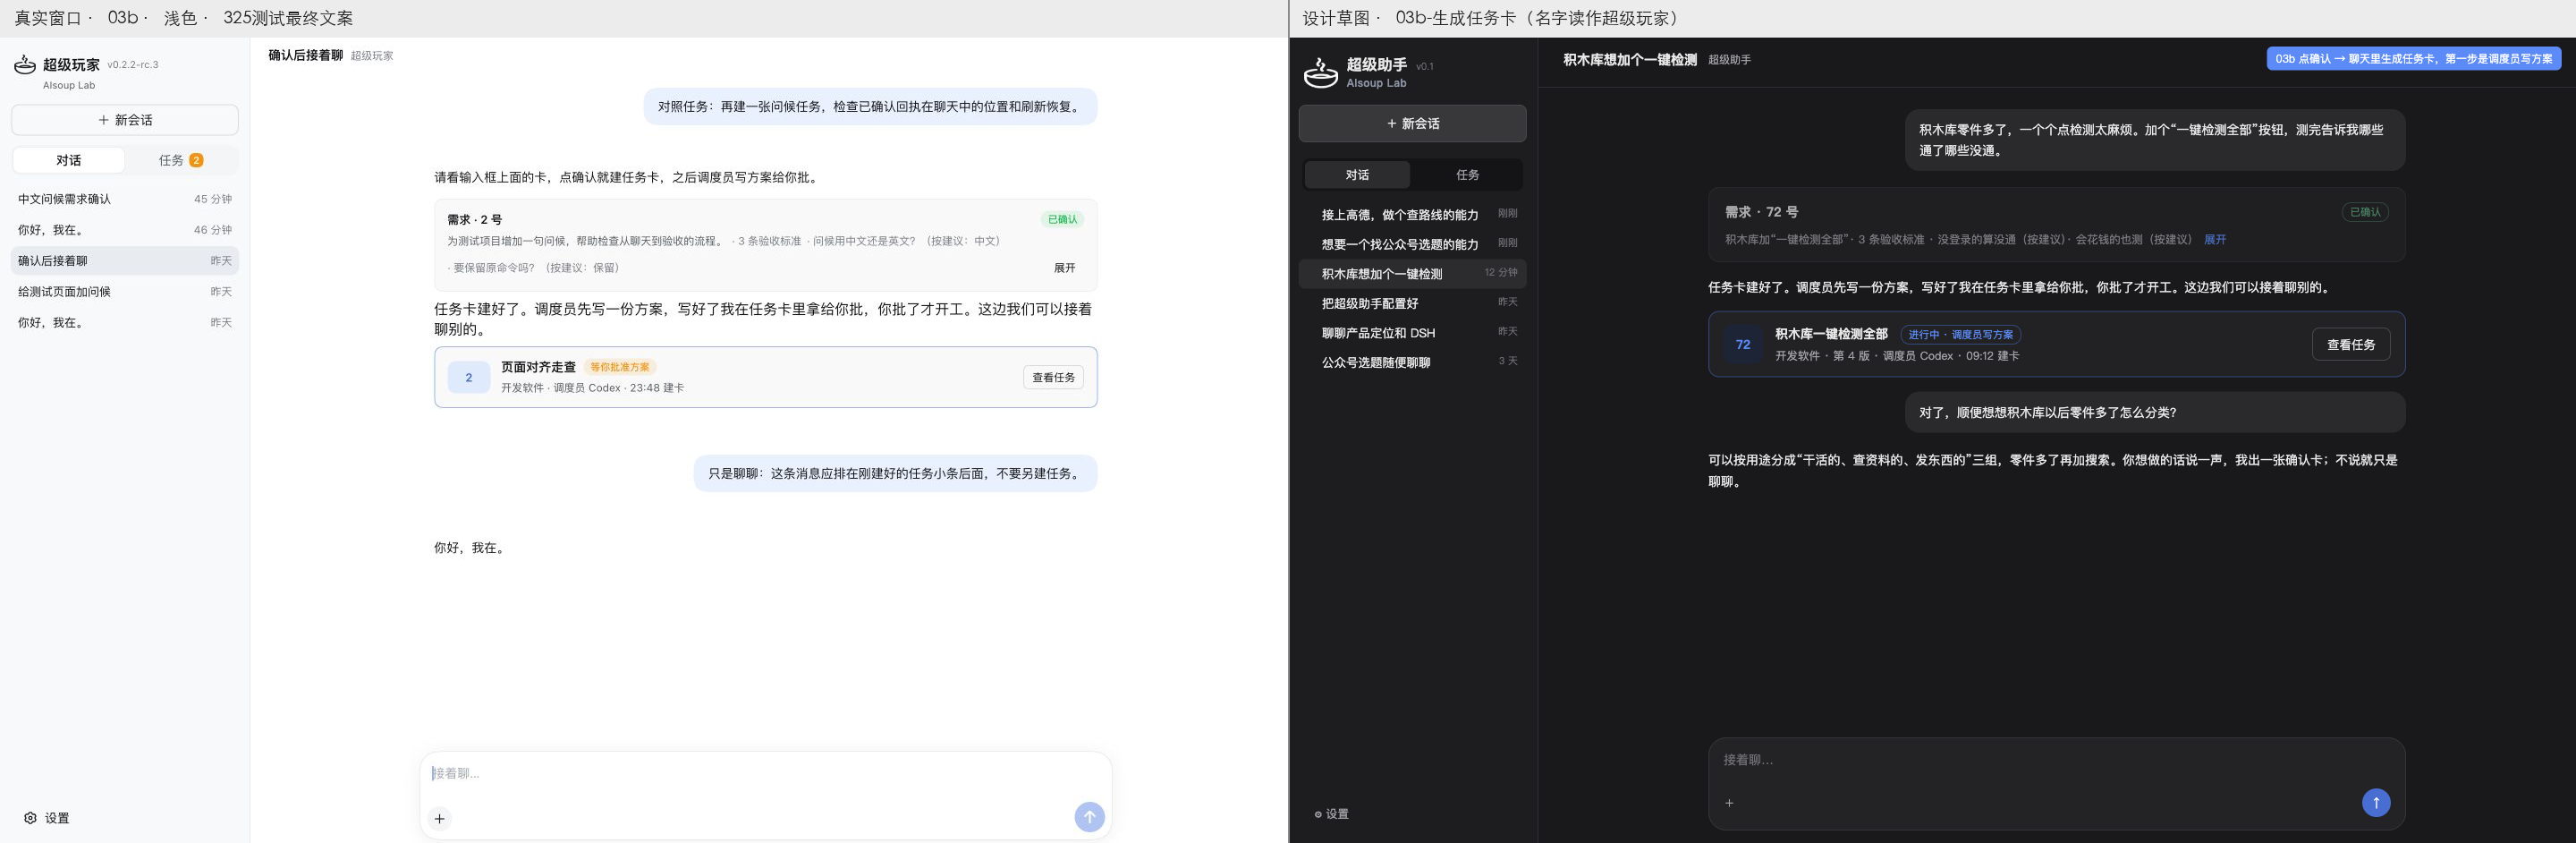 真实窗口 · 03b · 浅色 · 325测试最终文案
超级玩家 v0.2.2-rc.3
AIsoup Lab
+ 新会话
对话 任务 2
中文问候需求确认 45 分钟
你好，我在。 46 分钟
确认后接着聊 昨天
给测试页面加问候 昨天
你好，我在。 昨天
设置
确认后接着聊 超级玩家
对照任务：再建一张问候任务，检查已确认回执在聊天中的位置和刷新恢复。
请看输入框上面的卡，点确认就建任务卡，之后调度员写方案给你批。
需求 · 2 号 已确认
为测试项目增加一句问候，帮助检查从聊天到验收的流程。 · 3 条验收标准 · 问候用中文还是英文？（按建议：中文）
· 要保留原命令吗？（按建议：保留） 展开
任务卡建好了。调度员先写一份方案，写好了我在任务卡里拿给你批，你批了才开工。这边我们可以接着
聊别的。
2 页面对齐走查 等你批准方案
开发软件 · 调度员 Codex · 23:48 建卡 查看任务
只是聊聊：这条消息应排在刚建好的任务小条后面，不要另建任务。
你好，我在。
接着聊...
+
设计草图 · 03b-生成任务卡（名字读作超级玩家）
超级助手 v0.1
AIsoup Lab
+ 新会话
对话 任务
接上高德，做个查路线的能力 刚刚
想要一个找公众号选题的能力 刚刚
积木库想加个一键检测 12 分钟
把超级助手配置好 昨天
聊聊产品定位和 DSH 昨天
公众号选题随便聊聊 3 天
设置
积木库想加个一键检测 超级助手
03b 点确认 → 聊天里生成任务卡，第一步是调度员写方案
积木库零件多了，一个个点检测太麻烦。加个“一键检测全部”按钮，测完告诉我哪些
通了哪些没通。
需求 · 72 号 已确认
积木库加“一键检测全部” · 3 条验收标准 · 没登录的算没通（按建议）· 会花钱的也测（按建议） 展开
任务卡建好了。调度员先写一份方案，写好了我在任务卡里拿给你批，你批了才开工。这边我们可以接着聊别的。
72 积木库一键检测全部 进行中 · 调度员写方案
开发软件 · 第 4 版 · 调度员 Codex · 09:12 建卡 查看任务
对了，顺便想想积木库以后零件多了怎么分类？
可以按用途分成“干活的、查资料的、发东西的”三组，零件多了再加搜索。你想做的话说一声，我出一张确认卡；不说就只是
聊聊。
接着聊...
+